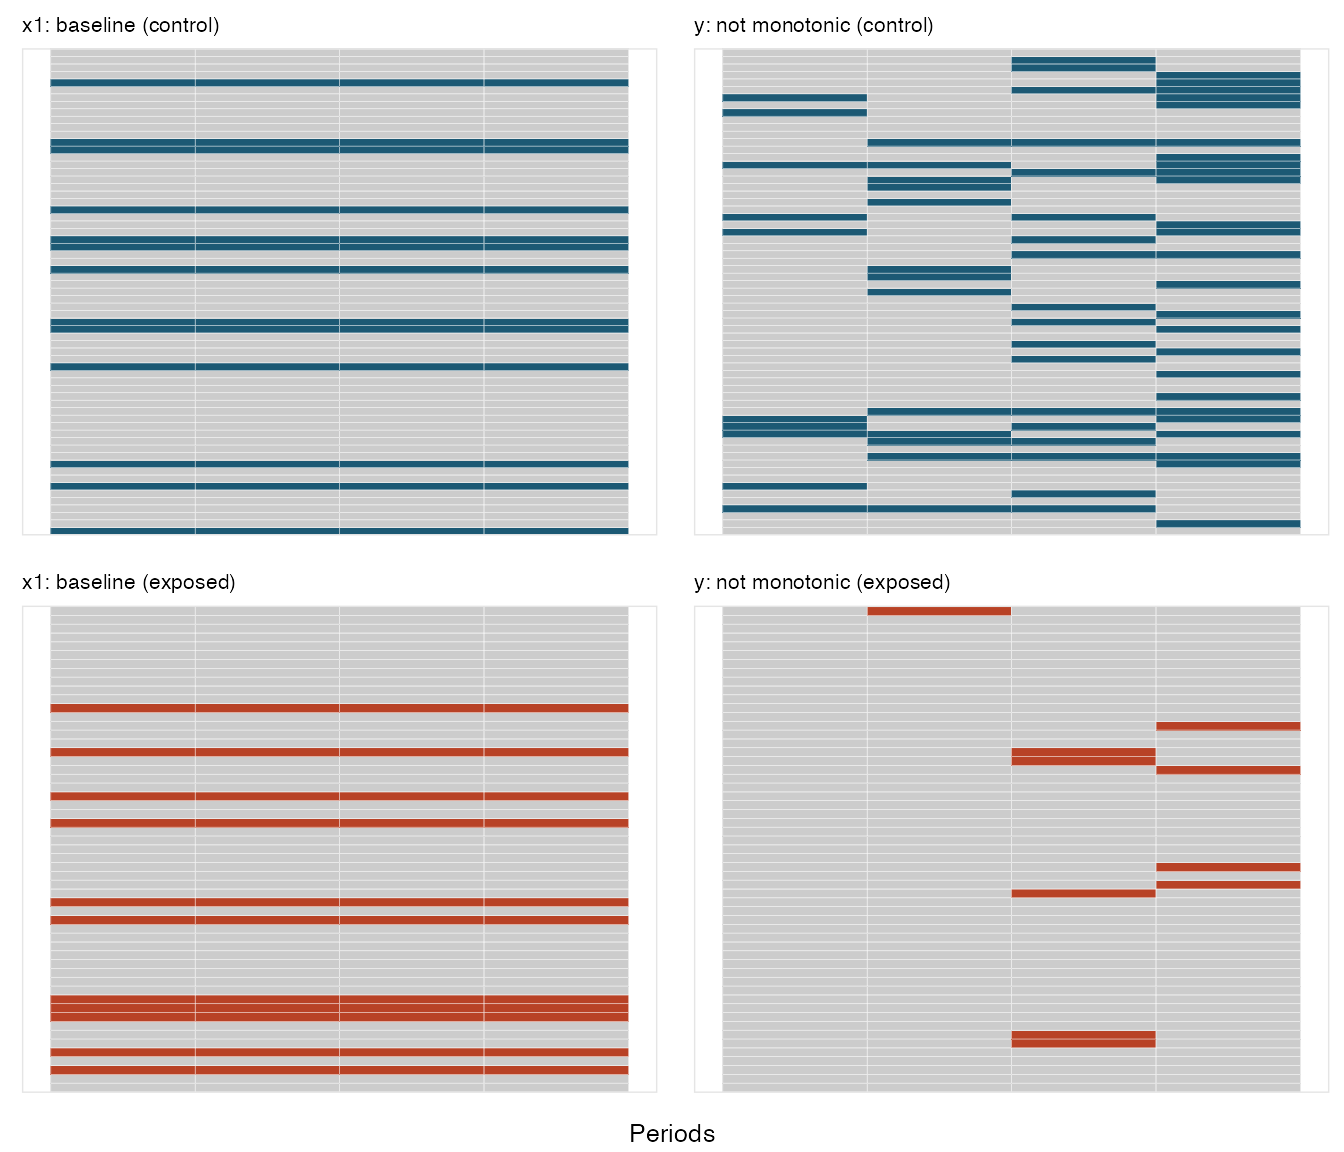 x1: baseline (control)
y: not monotonic (control)
x1: baseline (exposed)
y: not monotonic (exposed)
Periods